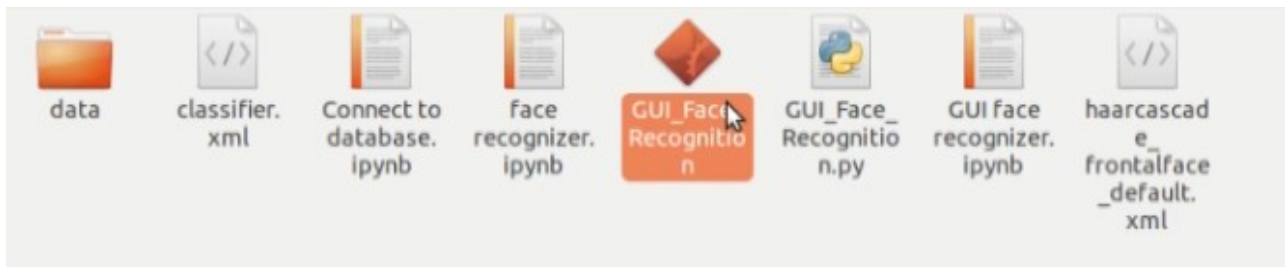 data
classifier.
xml
Connect to
database.
ipynb
face
recognizer.
ipynb
GUI_Face_
Recognitio
n
GUI_Face_
Recognitio
n.py
GUI face
recognizer.
ipynb
haarcascad
e_
frontalface
_default.
xml